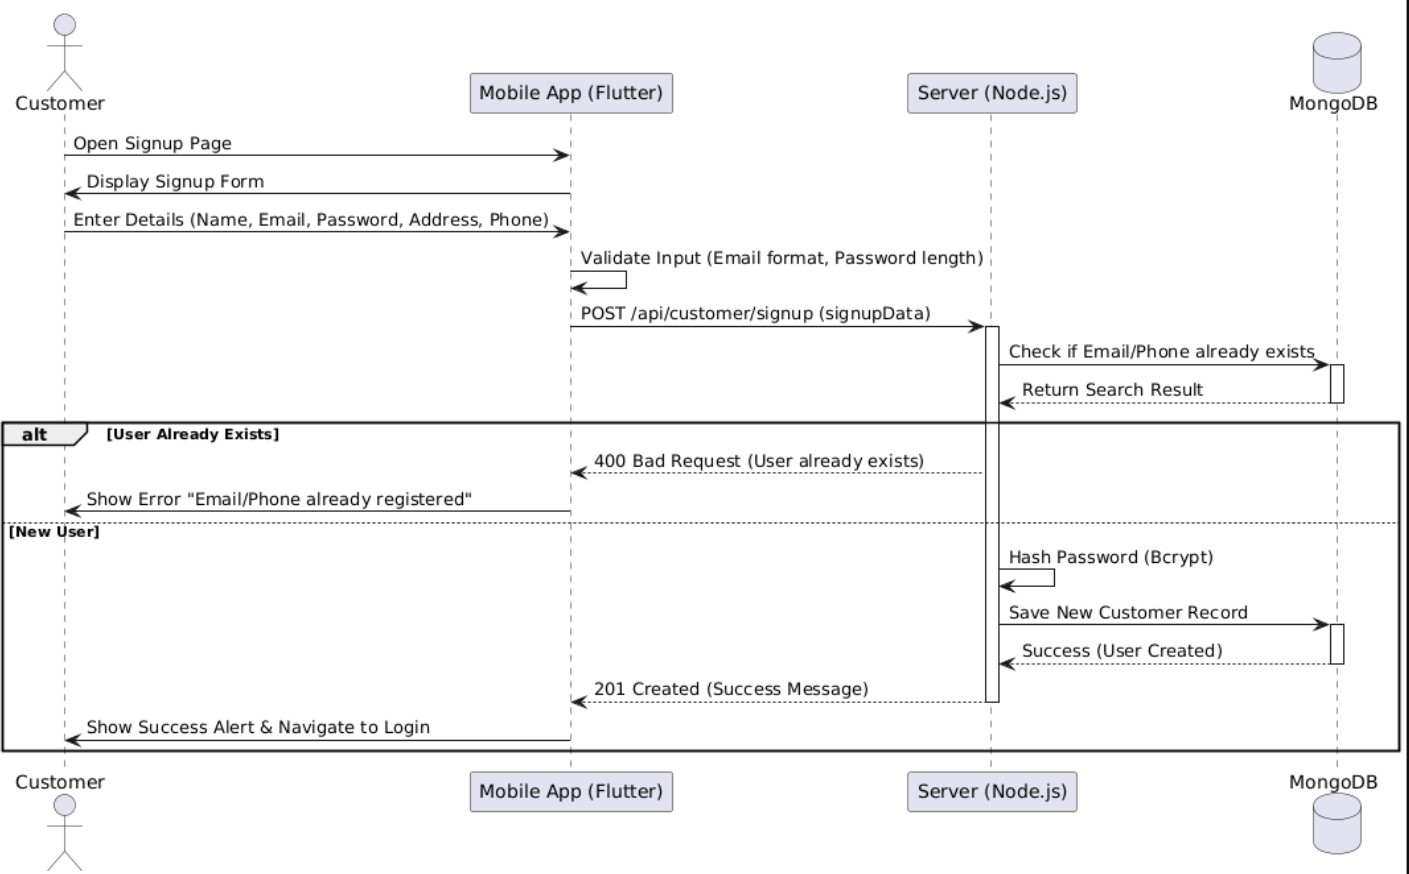 Customer
Mobile App (Flutter)
Server (Node.js)
MongoDB
Open Signup Page
Display Signup Form
Enter Details (Name, Email, Password, Address, Phone)
Validate Input (Email format, Password length)
POST /api/customer/signup (signupData)
Check if Email/Phone already exists
Return Search Result
alt
[User Already Exists]
400 Bad Request (User already exists)
Show Error "Email/Phone already registered"
[New User]
Hash Password (Bcrypt)
Save New Customer Record
Success (User Created)
201 Created (Success Message)
Show Success Alert & Navigate to Login
Customer
Mobile App (Flutter)
Server (Node.js)
MongoDB